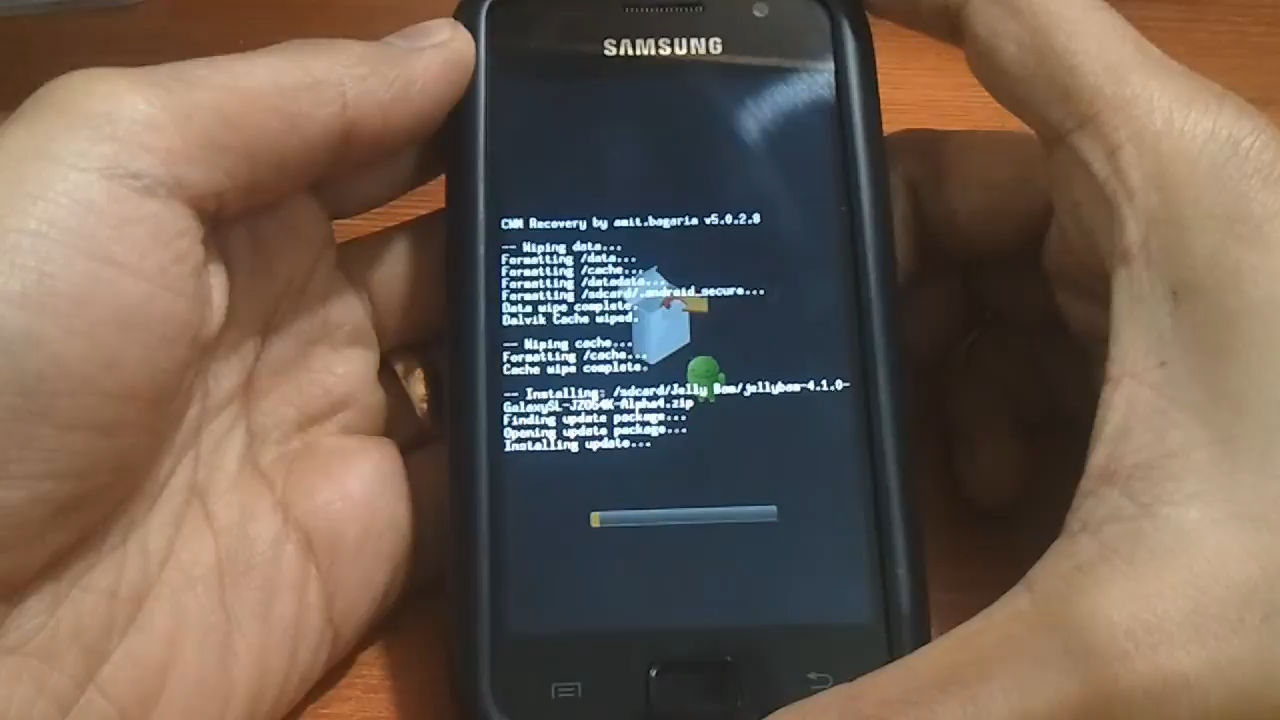 SAMSUNG
CWM Recovery by amit.bagaria v5.0.2.8
-- Wiping data...
Formatting /data...
Formatting /cache...
Formatting /datadata...
Formatting /sdcard/.android_secure...
Data wipe complete.
Dalvik Cache wiped.
-- Wiping cache...
Formatting /cache...
Cache wipe complete.
-- Installing: /sdcard/Jelly Bam/jellybam-4.1.0-
GalaxySL-JZO54K-Alpha4.zip
Finding update package...
Opening update package...
Installing update...